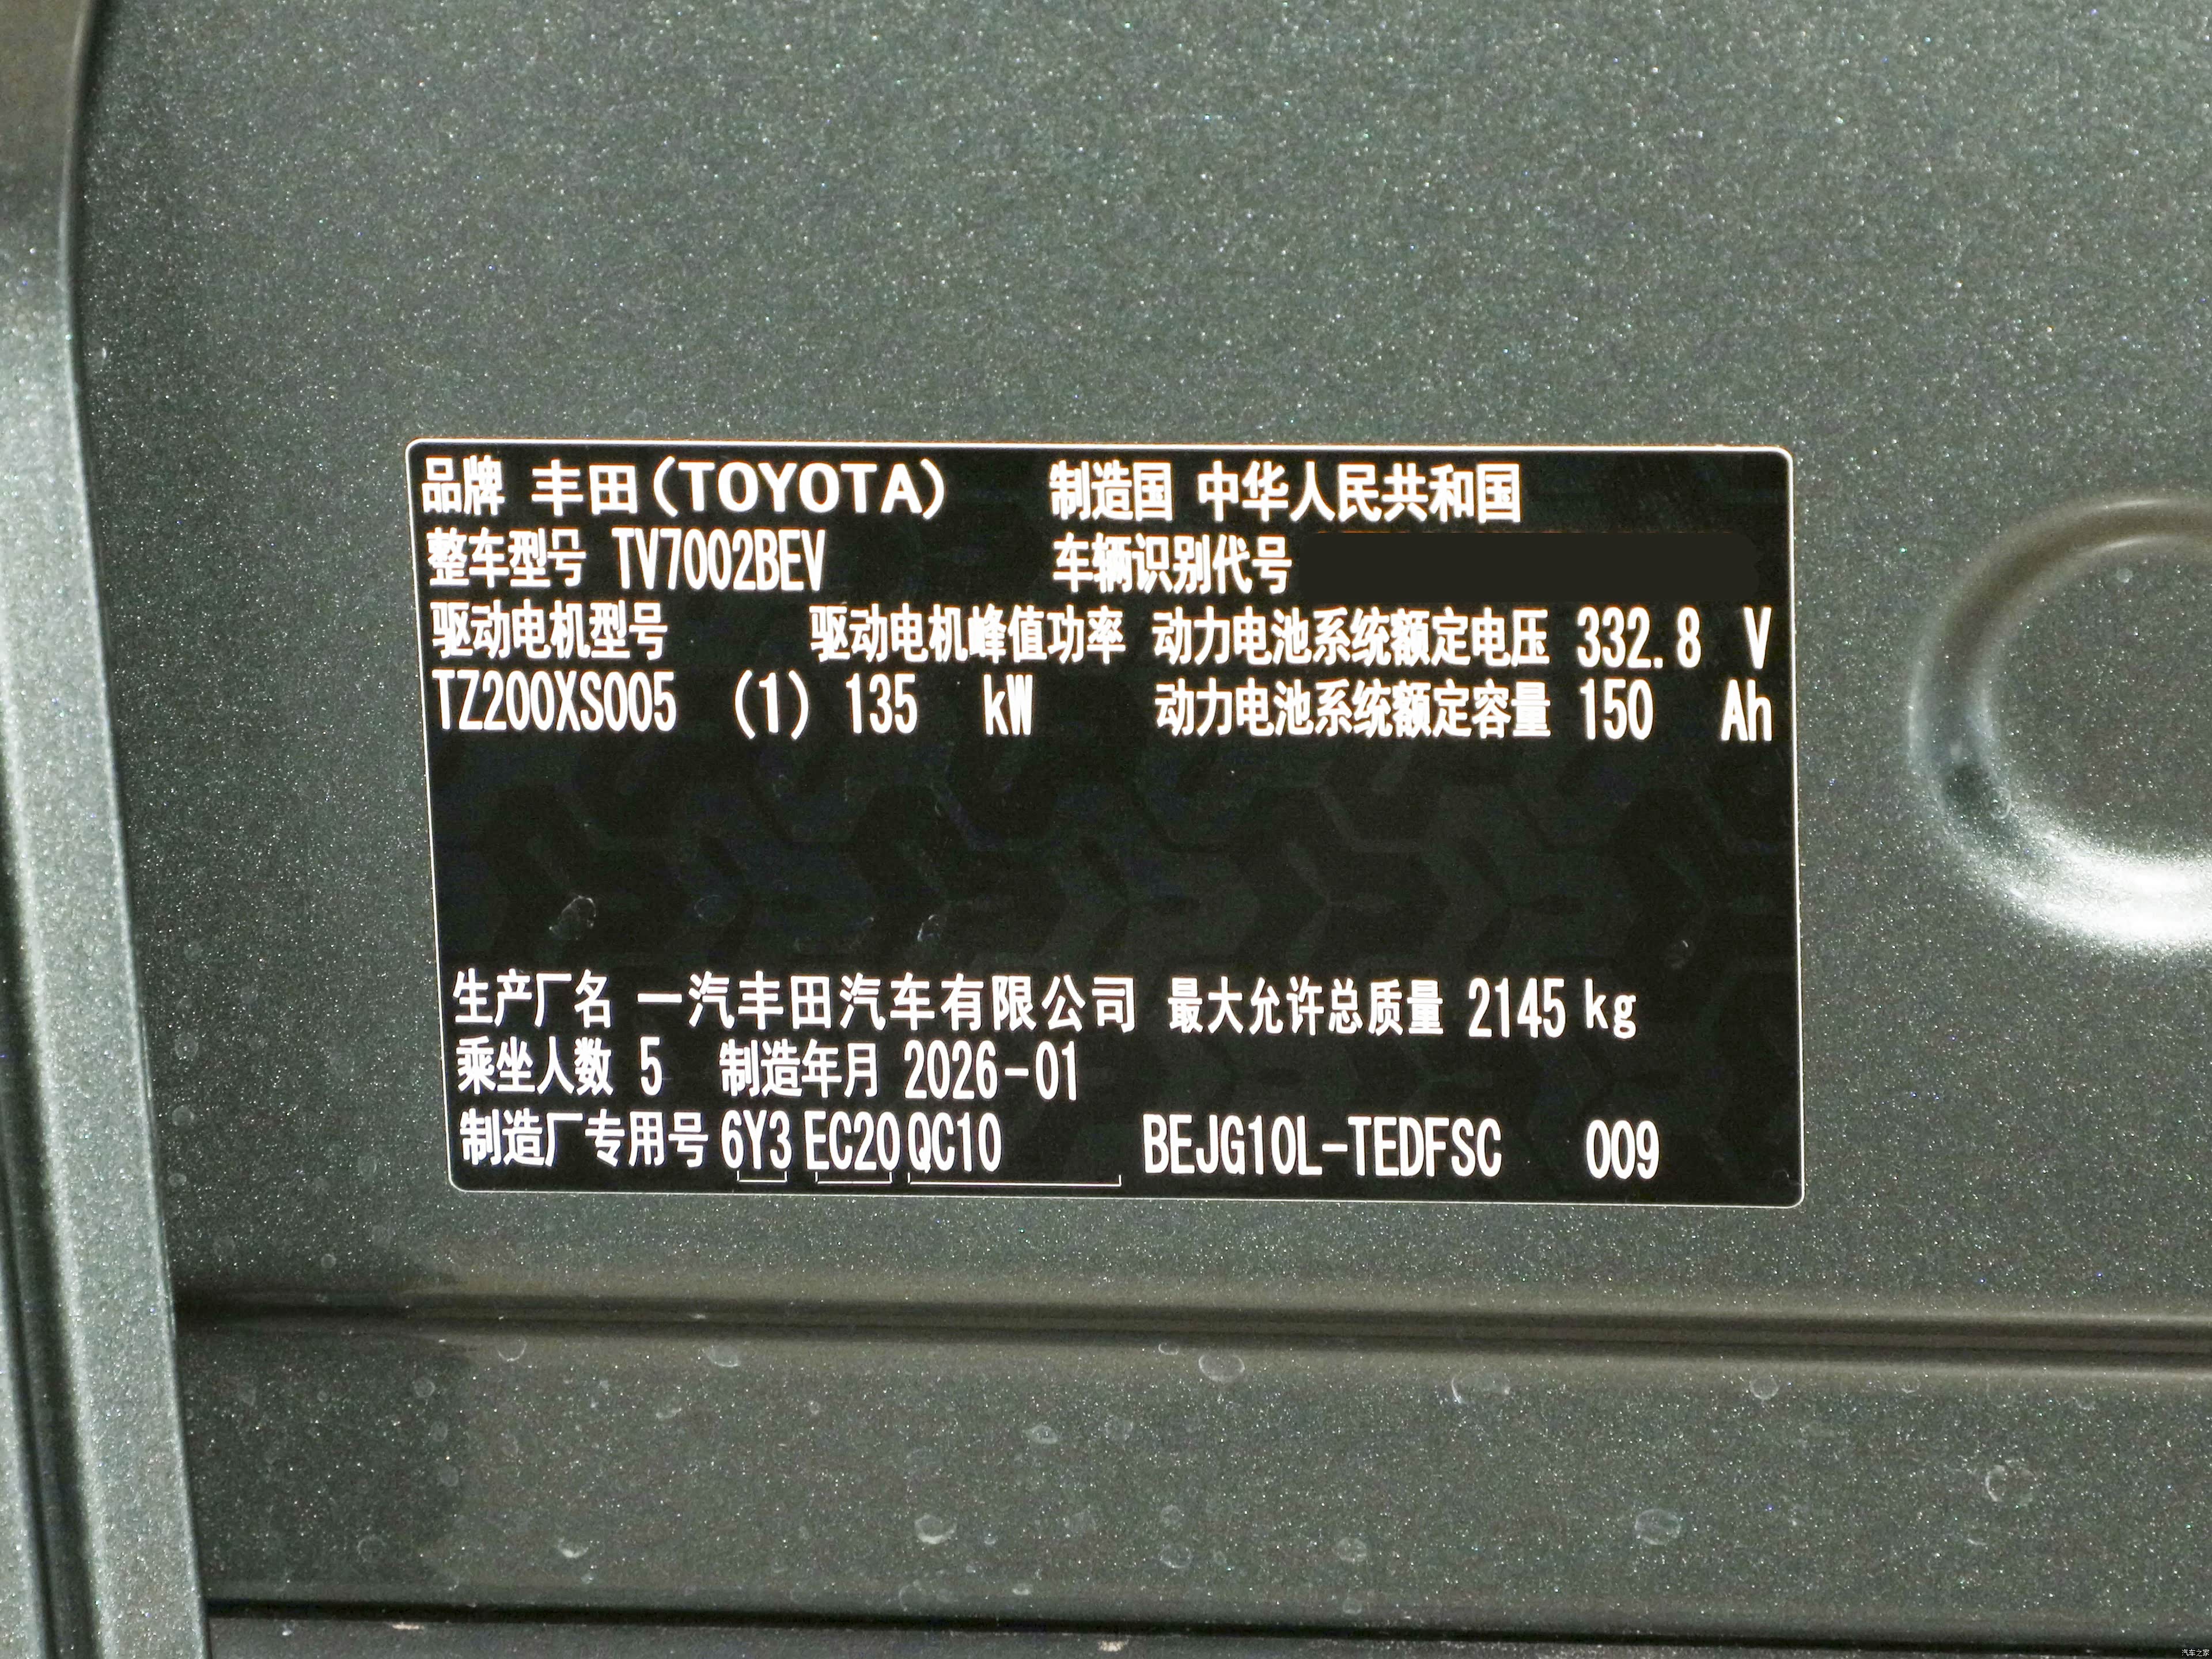 品牌 丰田(TOYOTA) 制造国 中华人民共和国
整车型号 TV7002BEV 车辆识别代号
驱动电机型号 驱动电机峰值功率 动力电池系统额定电压 332.8 V
TZ200XS005 (1) 135 kW 动力电池系统额定容量 150 Ah
生产厂名 一汽丰田汽车有限公司 最大允许总质量 2145 kg
乘坐人数 5 制造年月 2026-01
制造厂专用号 6Y3 EC20 QC10 BEJG10L-TEDFSC 009
汽车之家